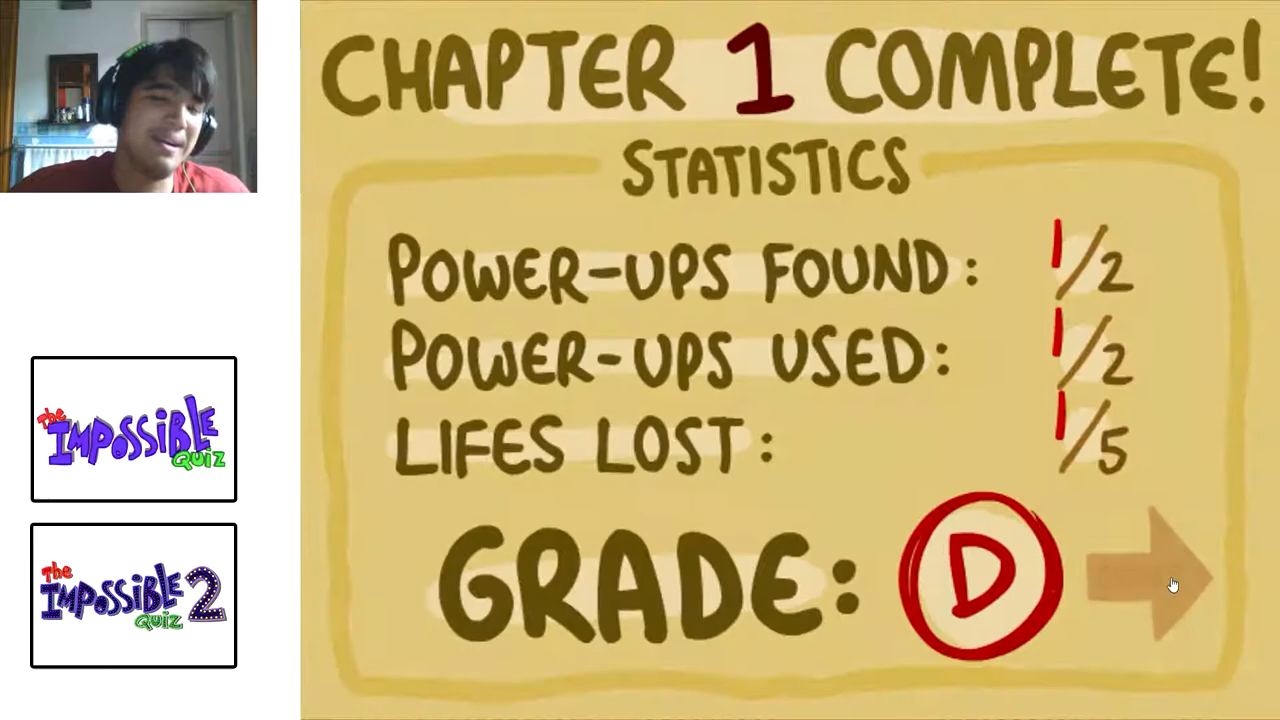 CHAPTER 1 COMPLETE!
STATISTICS
POWER-UPS FOUND: 1/2
POWER-UPS USED: 1/2
LIFES LOST: 1/5
GRADE: D
The
IMPOSSIBLE
QUIZ
The
IMPOSSIBLE 2
QUIZ